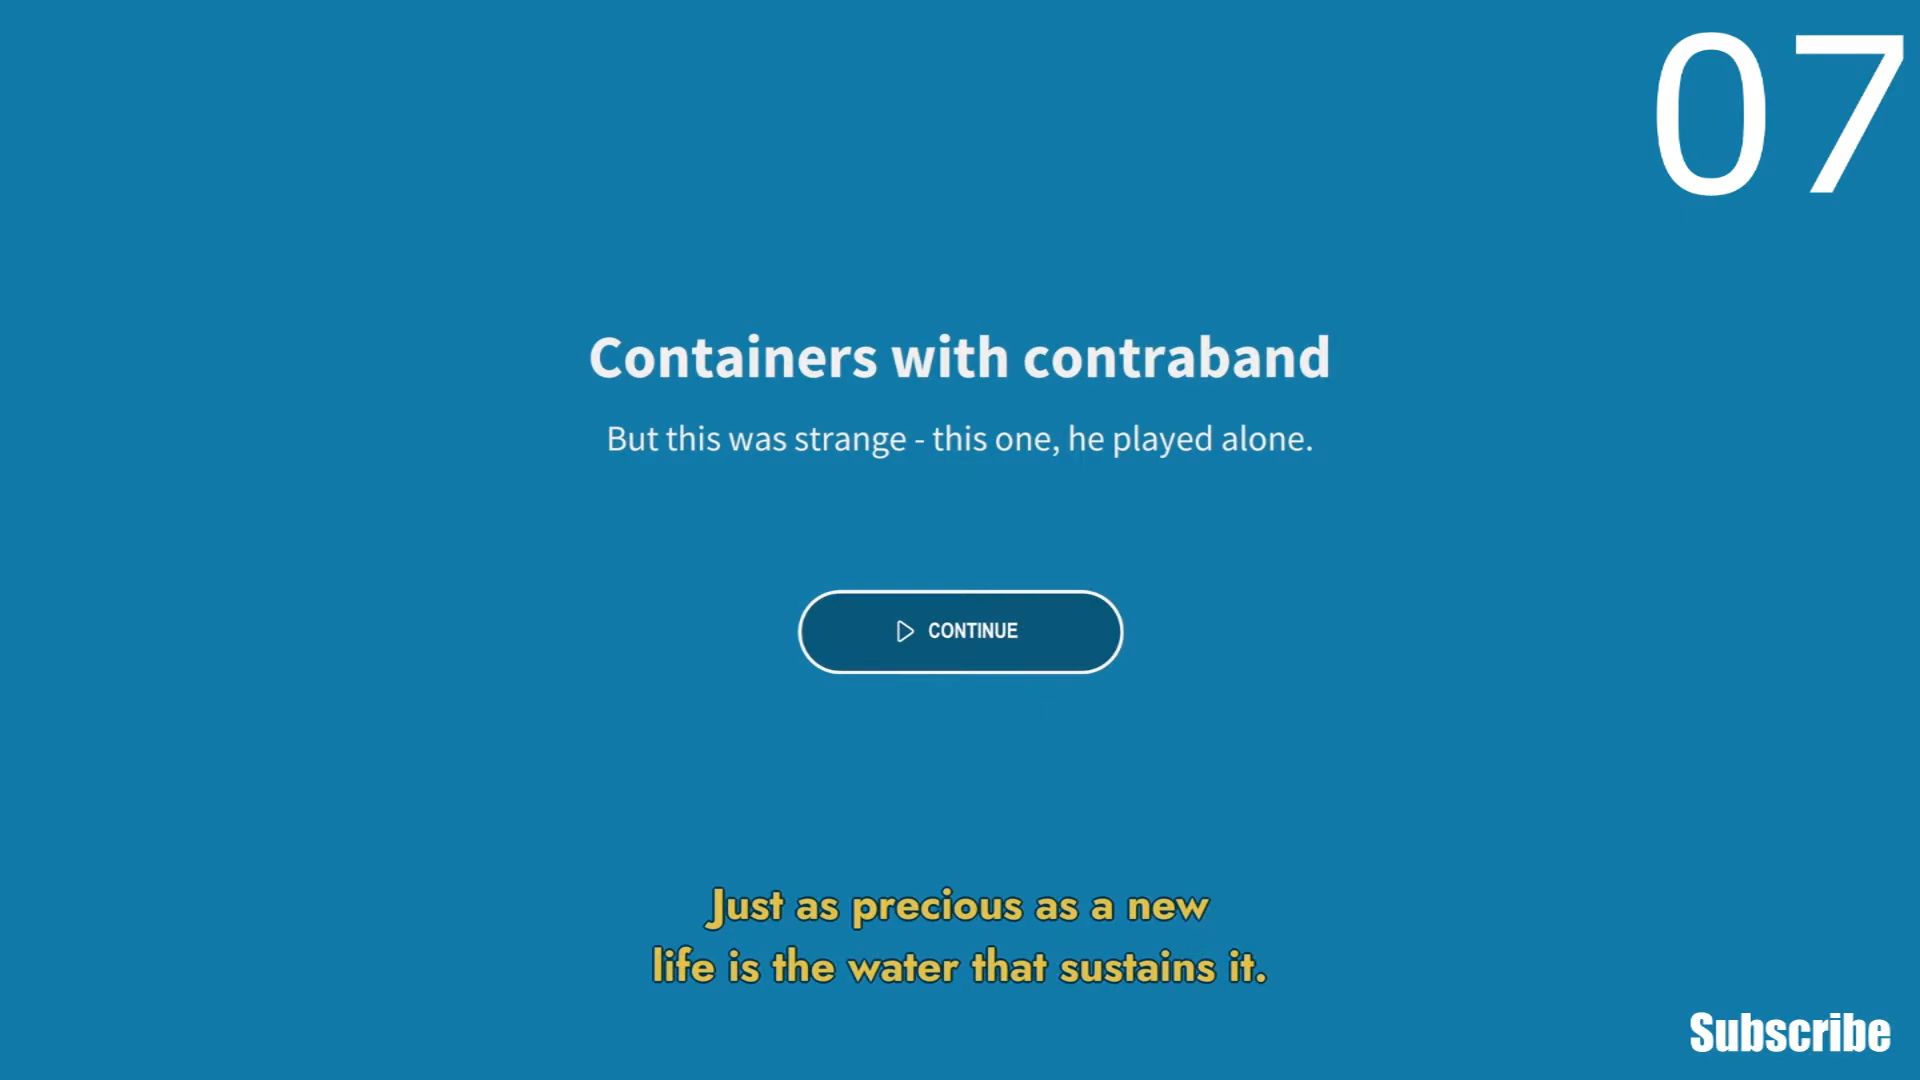 07
Containers with contraband
But this was strange - this one, he played alone.
CONTINUE
Just as precious as a new
life is the water that sustains it.
Subscribe